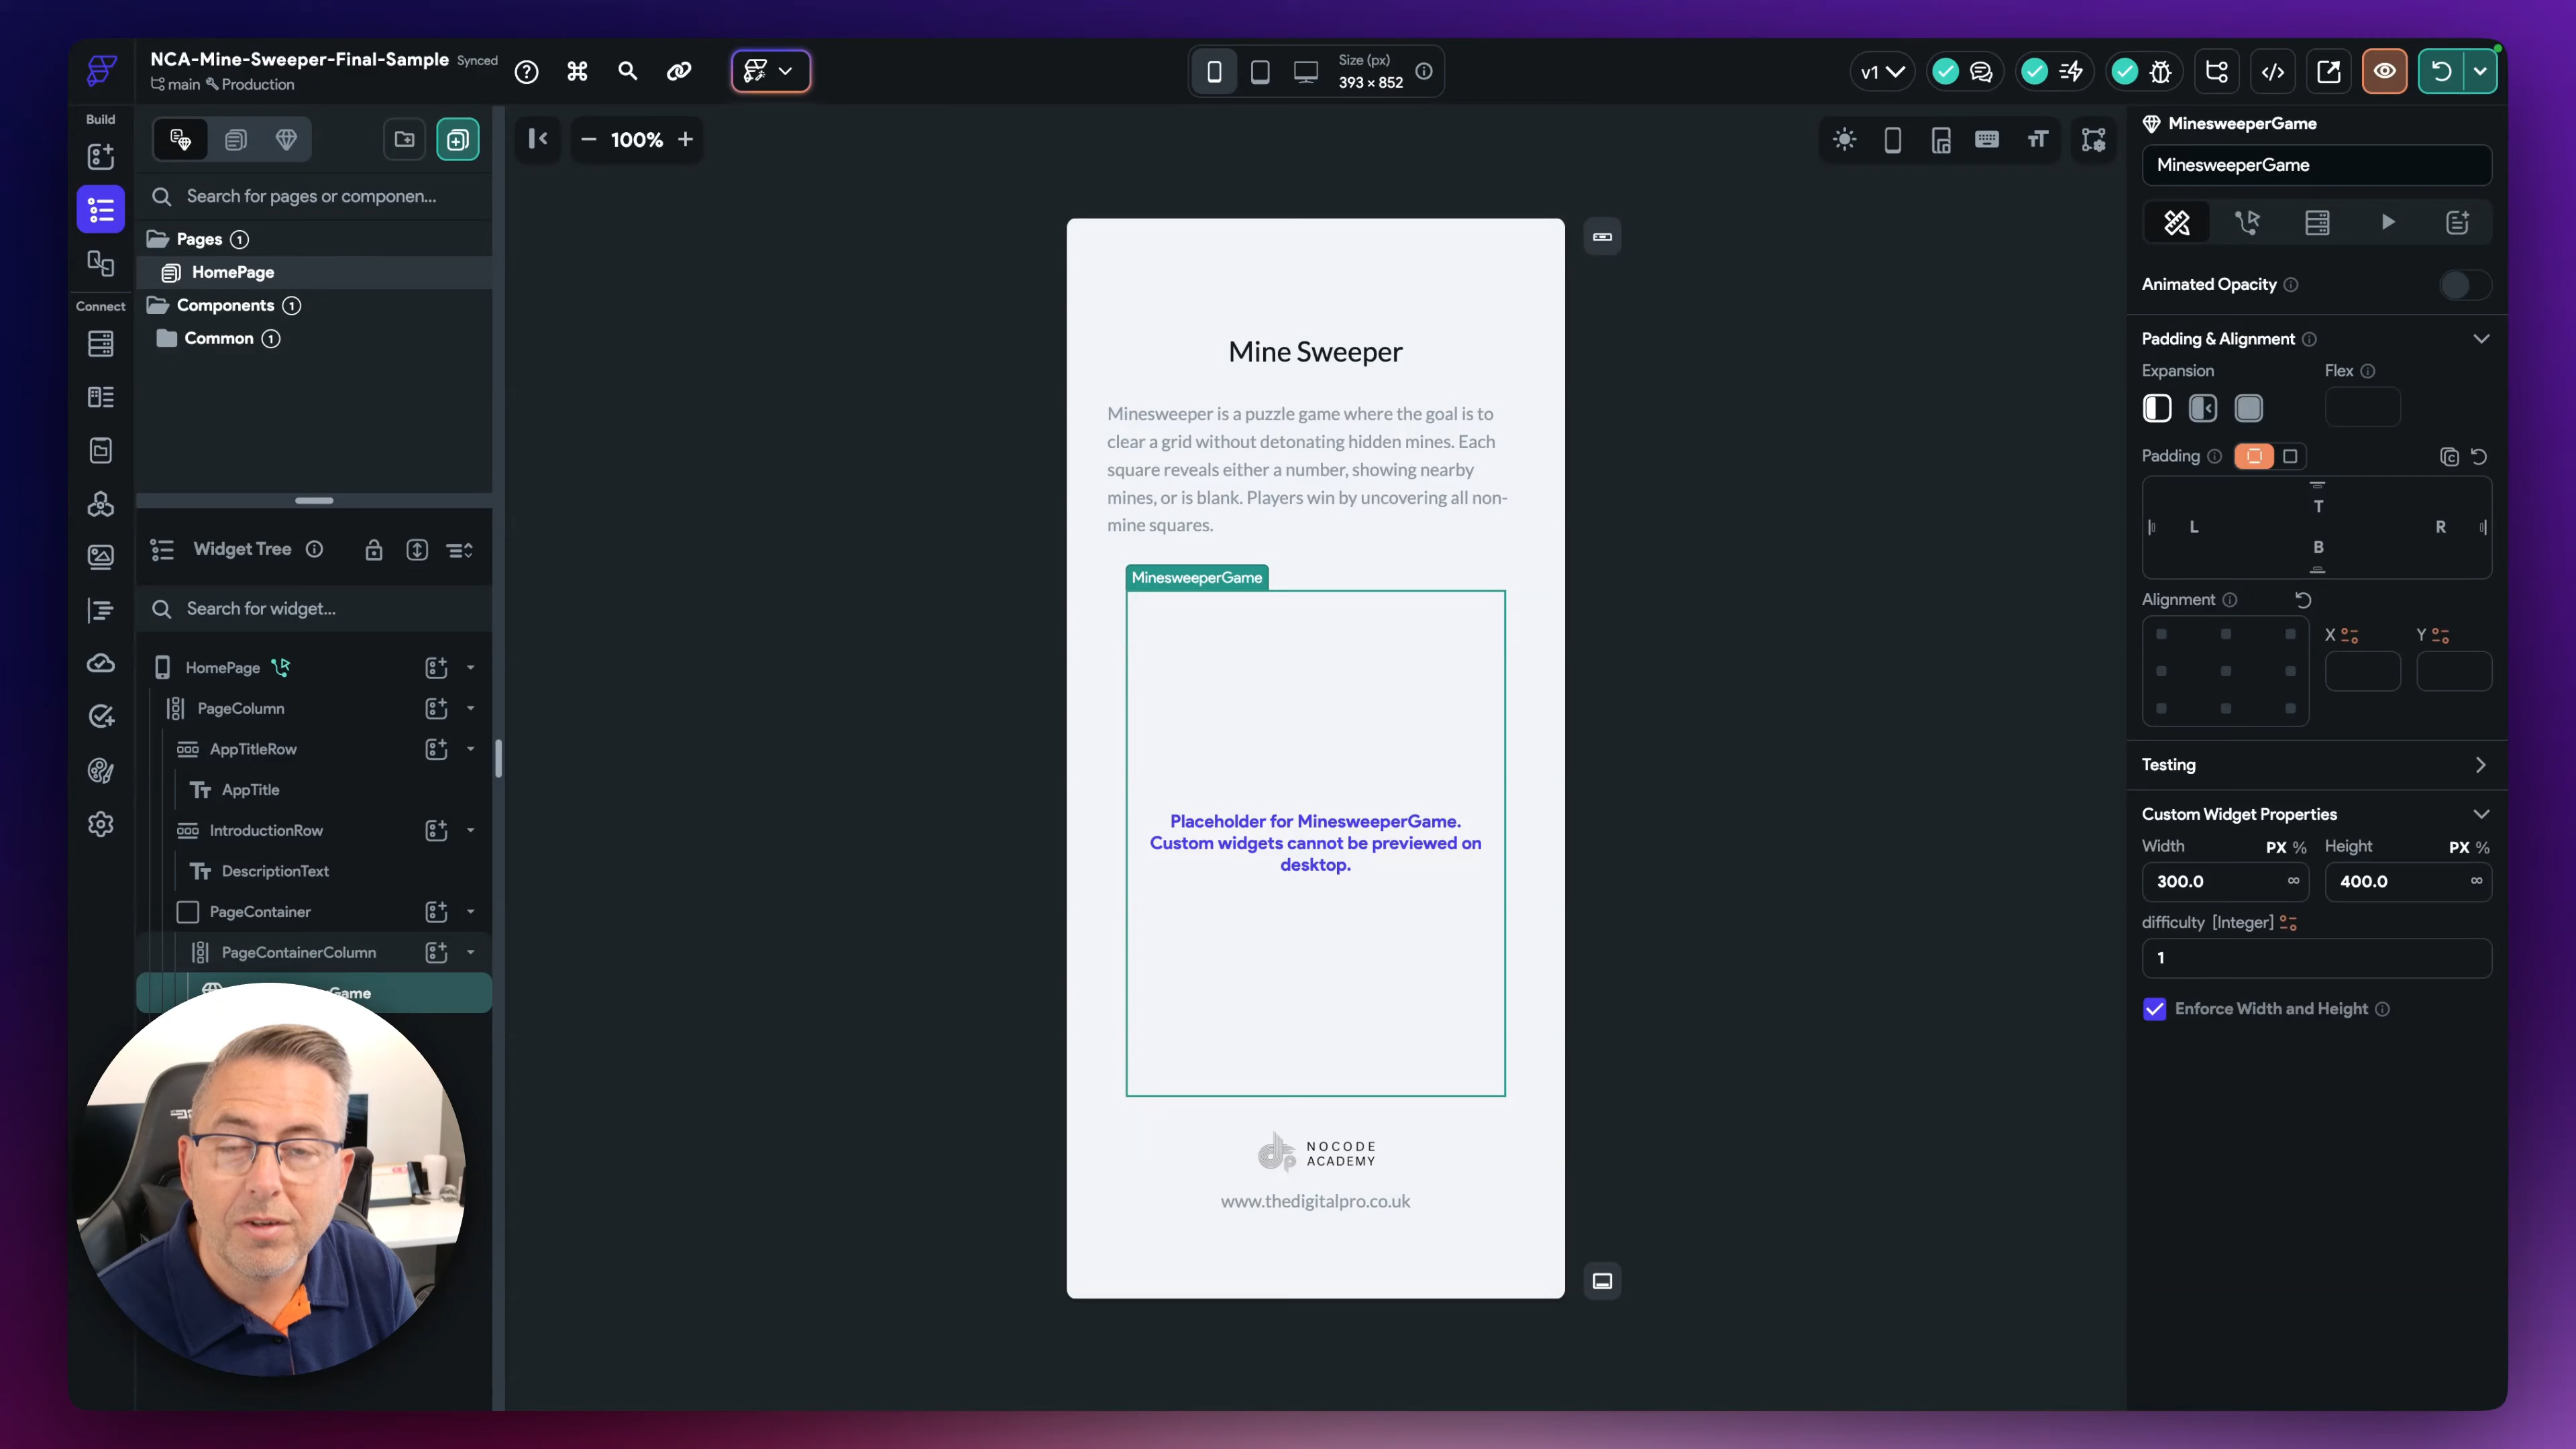 NCA-Mine-Sweeper-Final-Sample Synced
main Production
Size (px)
393 × 852
v1
Build
Connect
100%
Search for pages or componen...
Pages 1
HomePage
Components 1
Common 1
Widget Tree
Search for widget...
HomePage
PageColumn
AppTitleRow
AppTitle
IntroductionRow
DescriptionText
PageContainer
PageContainerColumn
Mine Sweeper
Minesweeper is a puzzle game where the goal is to
clear a grid without detonating hidden mines. Each
square reveals either a number, showing nearby
mines, or is blank. Players win by uncovering all non-
mine squares.
MinesweeperGame
Placeholder for MinesweeperGame.
Custom widgets cannot be previewed on
desktop.
NOCODE
ACADEMY
www.thedigitalpro.co.uk
MinesweeperGame
MinesweeperGame
Animated Opacity
Padding & Alignment
Expansion Flex
Padding
T
L R
B
Alignment
X Y
Testing
Custom Widget Properties
Width PX % Height PX %
300.0 ∞ 400.0 ∞
difficulty [Integer]
1
Enforce Width and Height